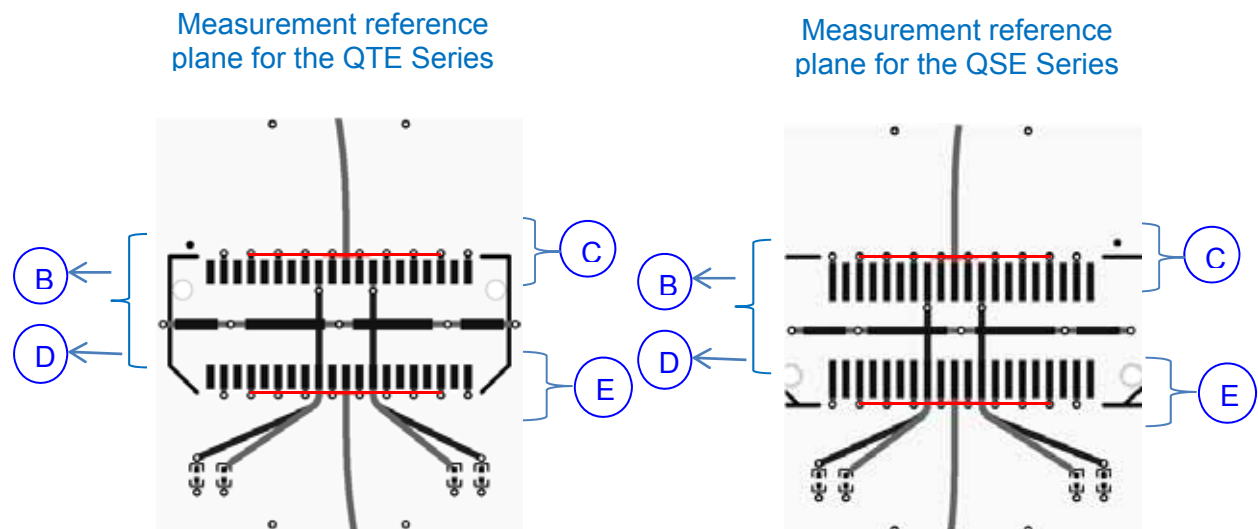 Measurement reference
plane for the QTE Series
Measurement reference
plane for the QSE Series
B
C
D
E
B
C
D
E